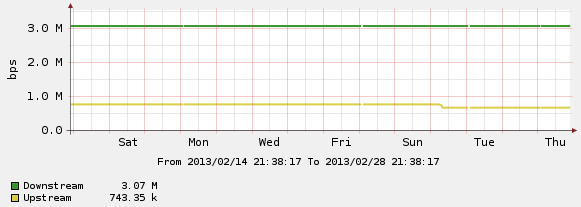 bps
3.0 M
2.0 M
1.0 M
0.0
Sat Mon Wed Fri Sun Tue Thu
From 2013/02/14 21:38:17 To 2013/02/28 21:38:17
Downstream 3.07 M
Upstream 743.35 k